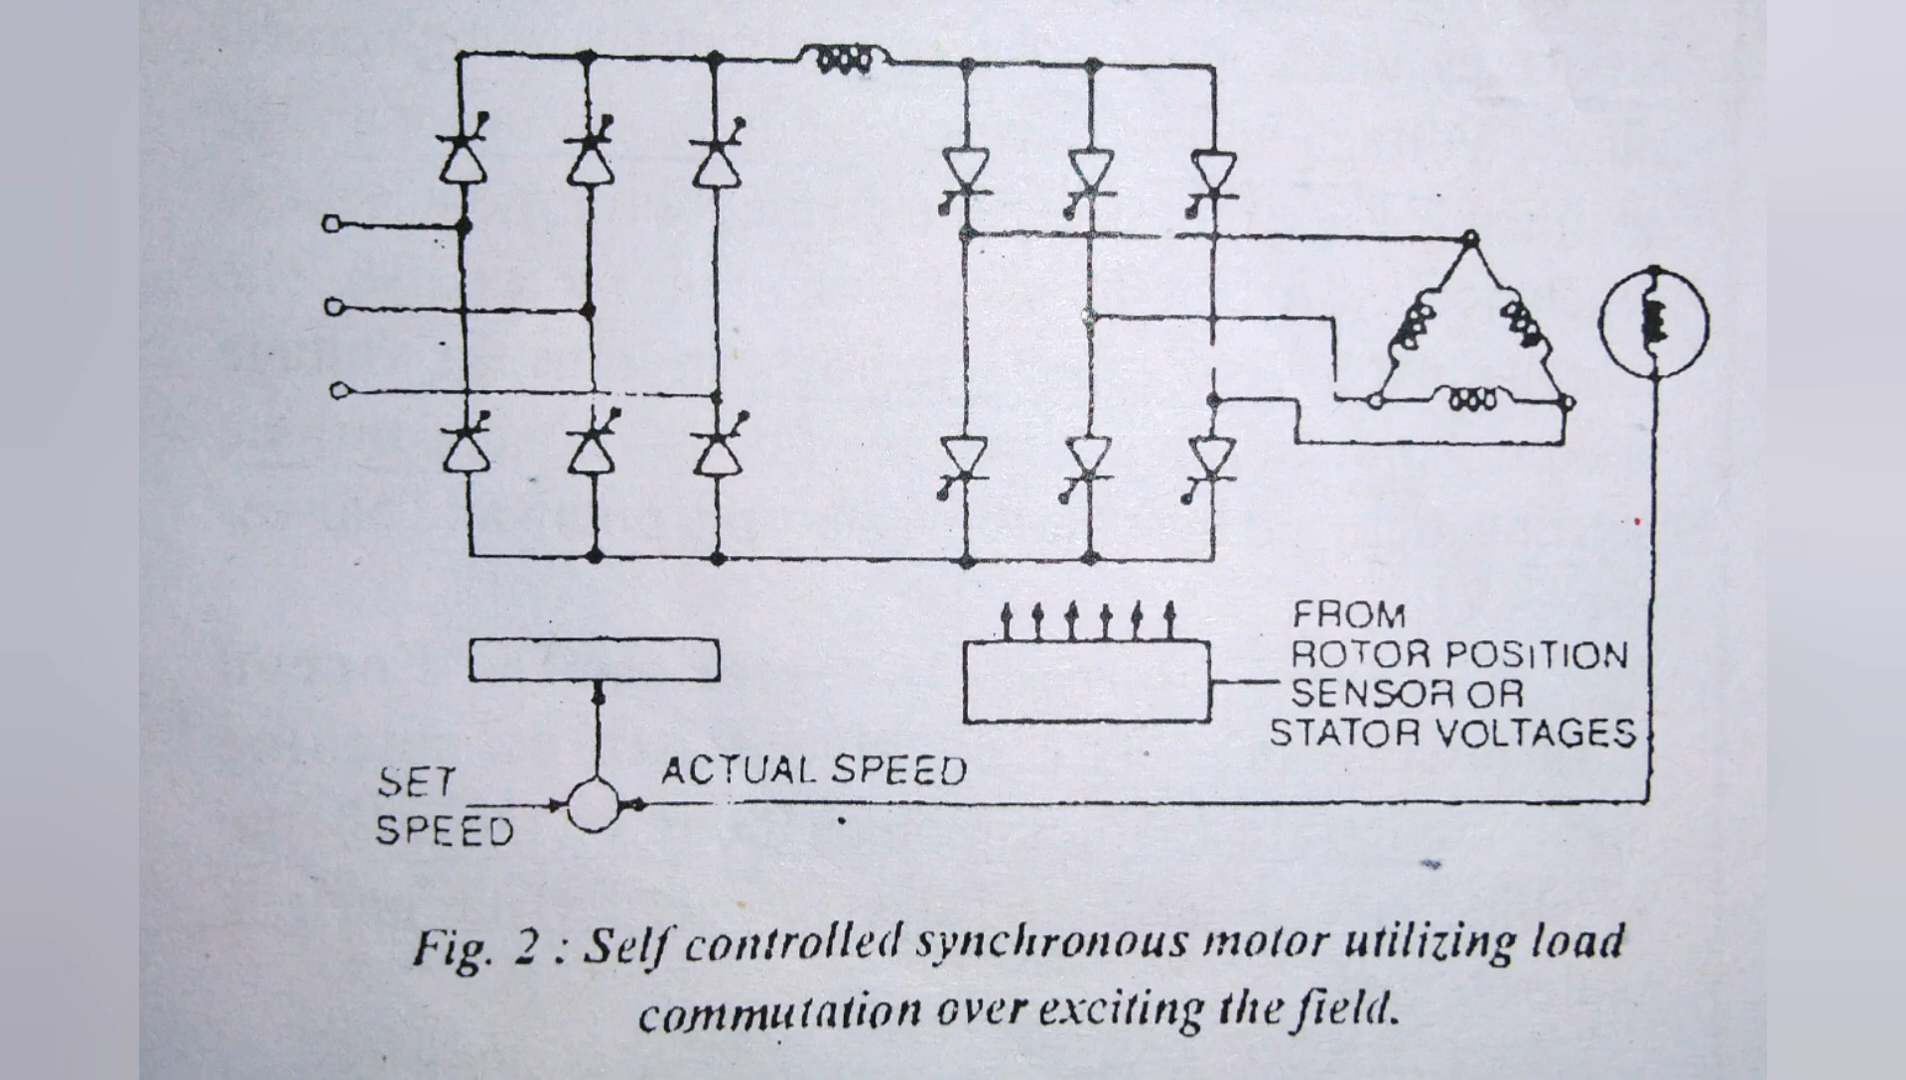 FROM
ROTOR POSITION
SENSOR OR
STATOR VOLTAGES
ACTUAL SPEED
SET
SPEED
Fig. 2 : Self controlled synchronous motor utilizing load
commutation over exciting the field.